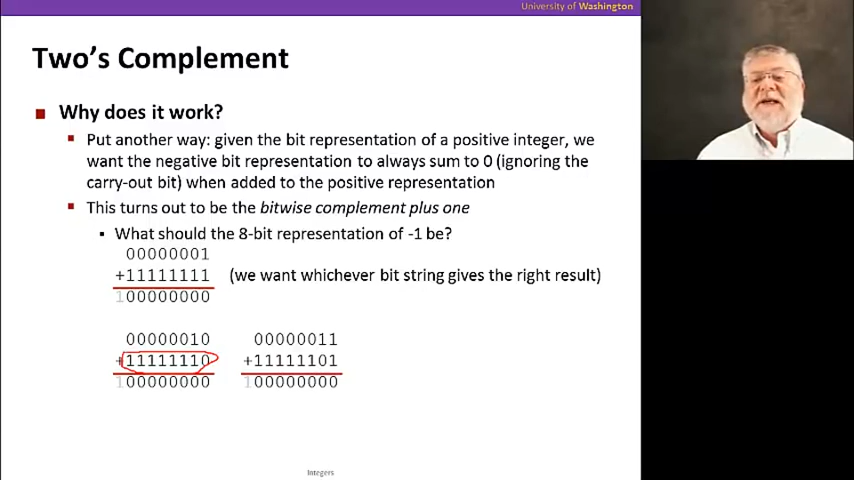 University of Washington
Two's Complement
Why does it work?
Put another way: given the bit representation of a positive integer, we
want the negative bit representation to always sum to 0 (ignoring the
carry-out bit) when added to the positive representation
This turns out to be the bitwise complement plus one
What should the 8-bit representation of -1 be?
00000001
+11111111 (we want whichever bit string gives the right result)
100000000
00000010 00000011
+11111110 +11111101
100000000 100000000
Integers